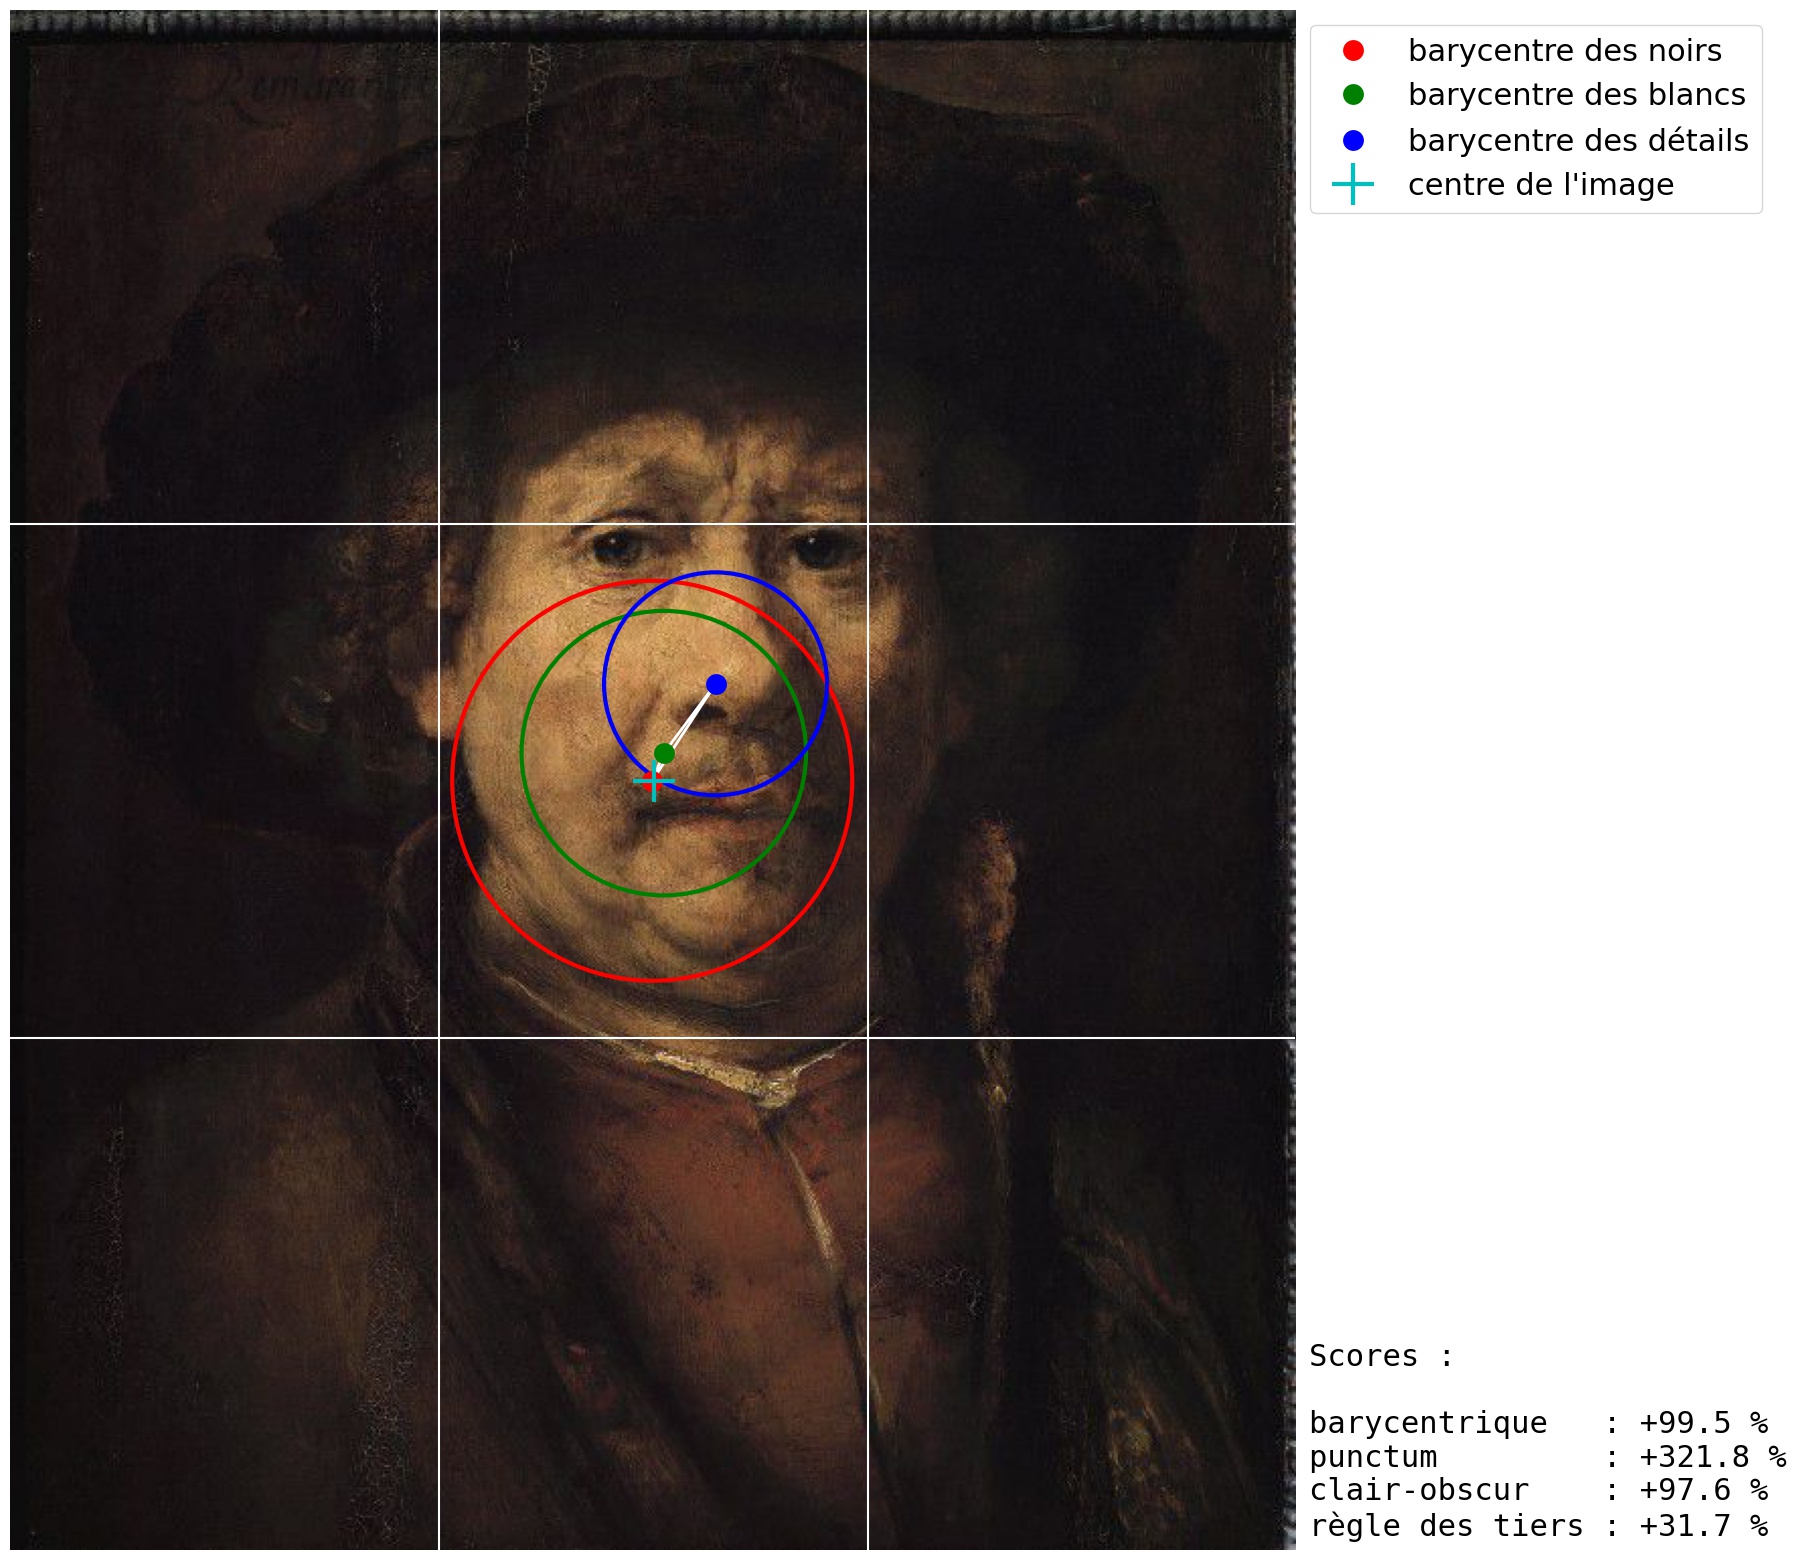 Rembrandt
barycentre des noirs
barycentre des blancs
barycentre des détails
centre de l'image
Scores :
barycentrique : +99.5 %
punctum : +321.8 %
clair-obscur : +97.6 %
règle des tiers : +31.7 %